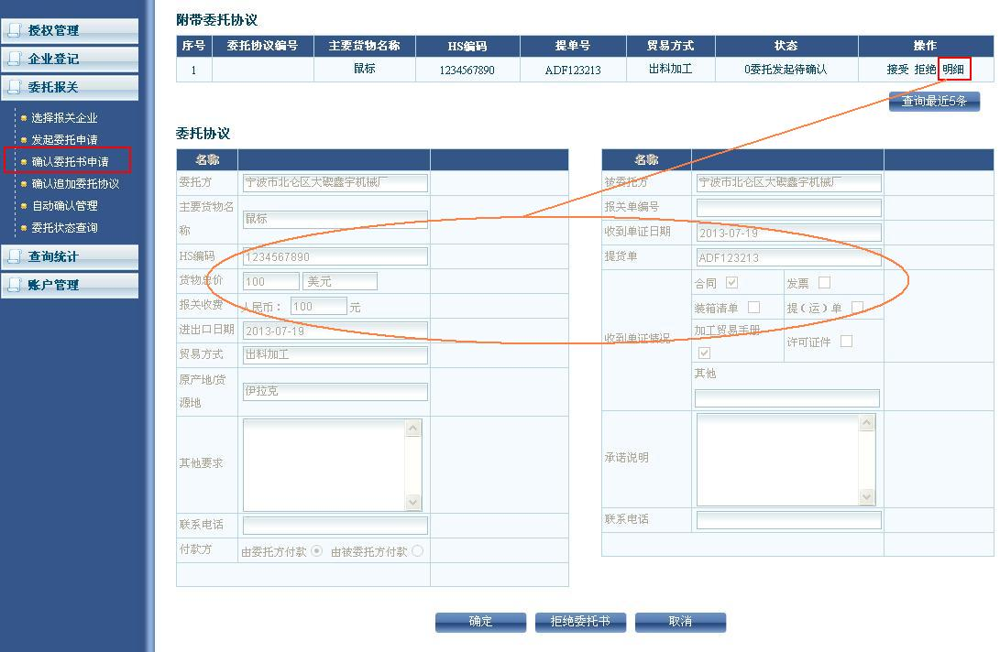 授权管理
企业登记
委托报关
选择报关企业
发起委托申请
确认委托书申请
确认追加委托协议
自动确认管理
委托状态查询
查询统计
账户管理
附带委托协议
序号 委托协议编号 主要货物名称 HS编码 提单号 贸易方式 状态 操作
1 鼠标 1234567890 ADF123213 出料加工 0委托发起待确认 接受 拒绝 明细
查询最近5条
委托协议
名称
委托方 宁波市北仑区大碶鑫宇机械厂
主要货物名
称
鼠标
HS编码 1234567890
货物总价 100 美元
报关收费 人民币： 100 元
进出口日期 2013-07-19
贸易方式 出料加工
原产地/货
源地
伊拉克
其他要求
联系电话
付款方 由委托方付款 由被委托方付款
名称
被委托方 宁波市北仑区大碶鑫宇机械厂
报关单编号
收到单证日期 2013-07-19
提货单 ADF123213
收到单证情况
合同 发票
装箱清单 提（运）单
加工贸易手册
许可证件
其他
承诺说明
联系电话
确定 拒绝委托书 取消